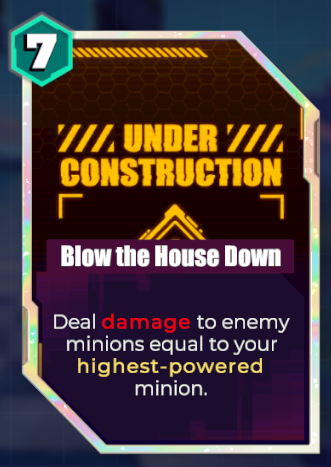 7
//// UNDER ////
CONSTRUCTION
Blow the House Down
Deal damage to enemy
minions equal to your
highest-powered
minion.